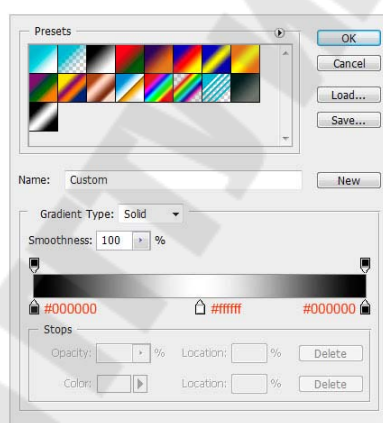 Presets
OK
Cancel
Load...
Save...
Name: Custom
New
Gradient Type: Solid
Smoothness: 100 %
#000000 #ffffff #000000
Stops
Opacity: % Location: % Delete
Color: Location: % Delete